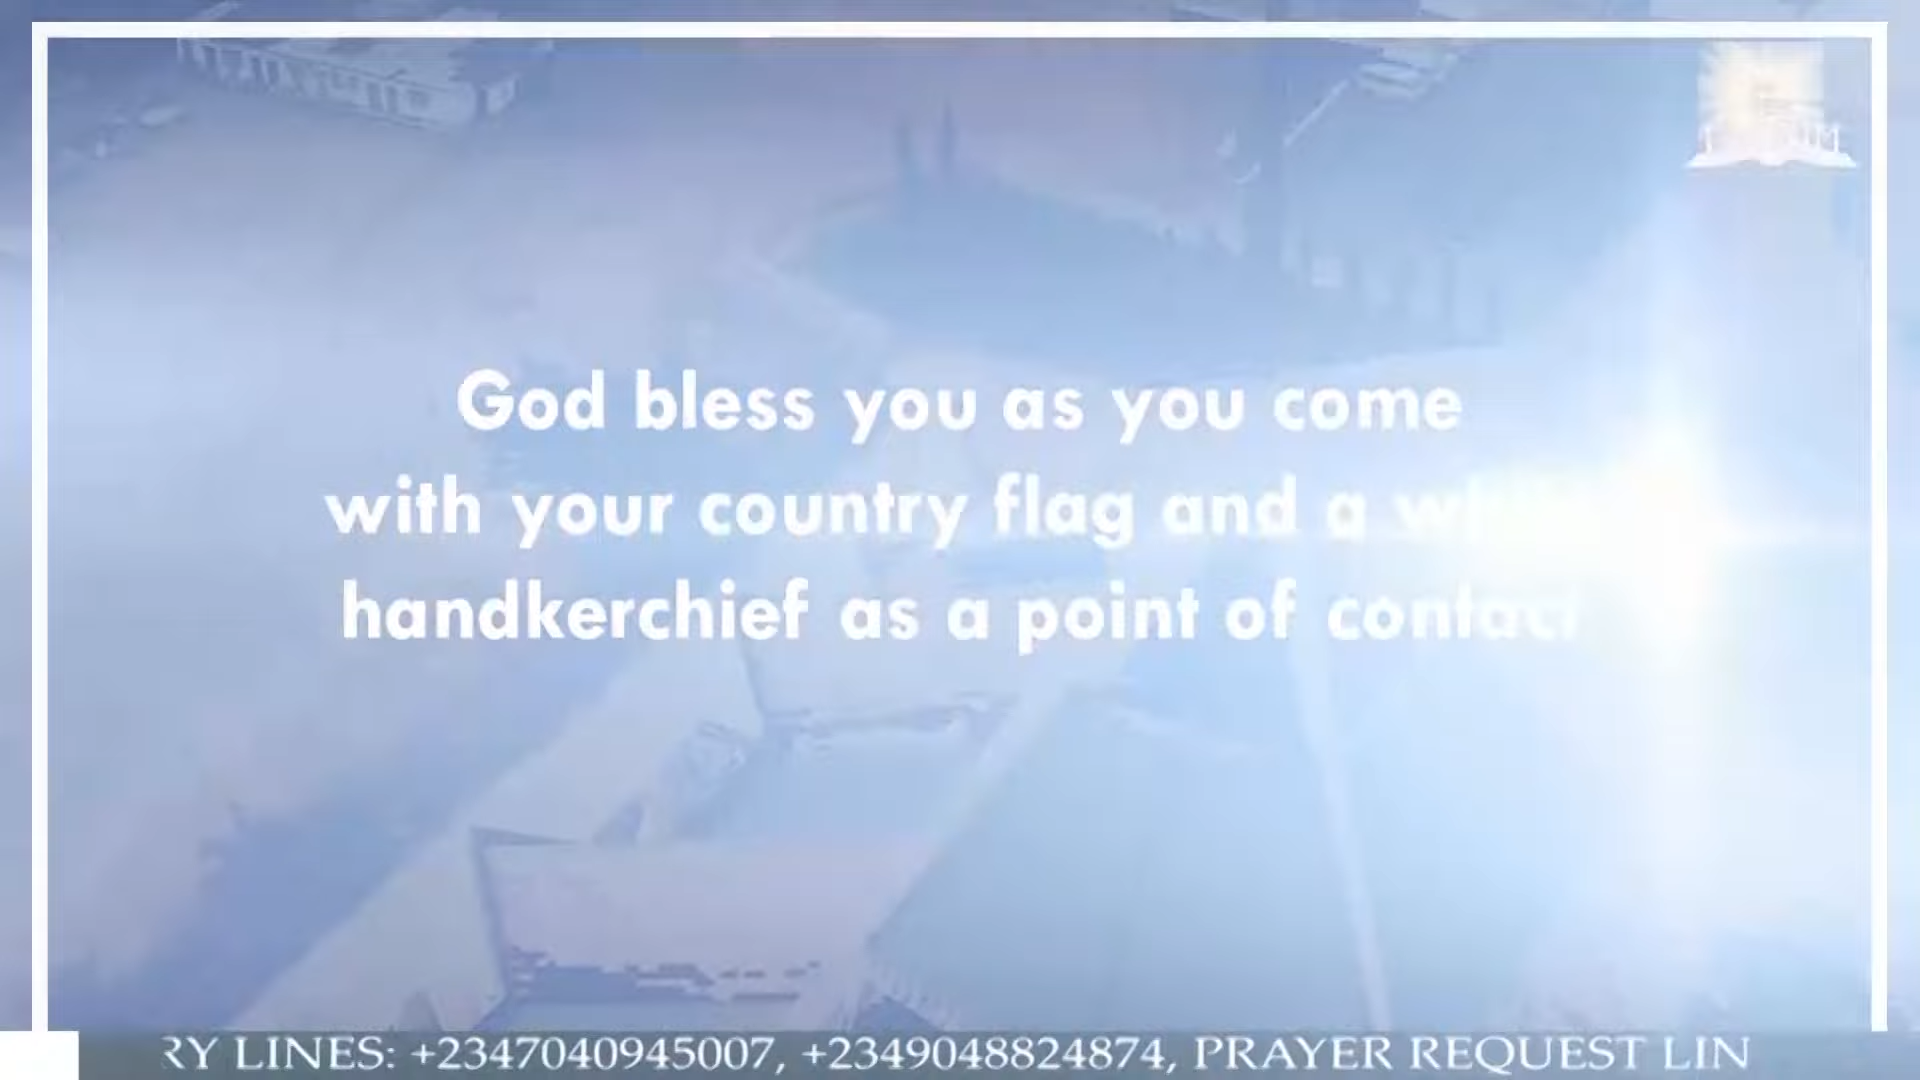 God bless you as you come
with your country flag and a
handkerchief as a point of contact
RY LINES: +2347040945007, +2349048824874, PRAYER REQUEST LIN